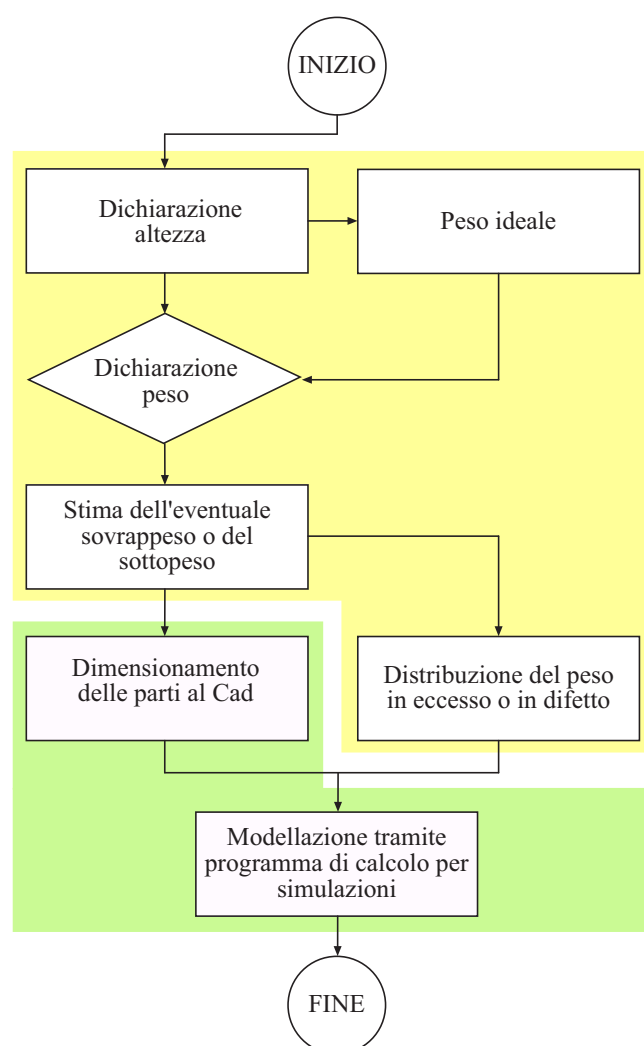 INIZIO
Dichiarazione
altezza
Peso ideale
Dichiarazione
peso
Stima dell'eventuale
sovrappeso o del
sottopeso
Dimensionamento
delle parti al Cad
Distribuzione del peso
in eccesso o in difetto
Modellazione tramite
programma di calcolo per
simulazioni
FINE